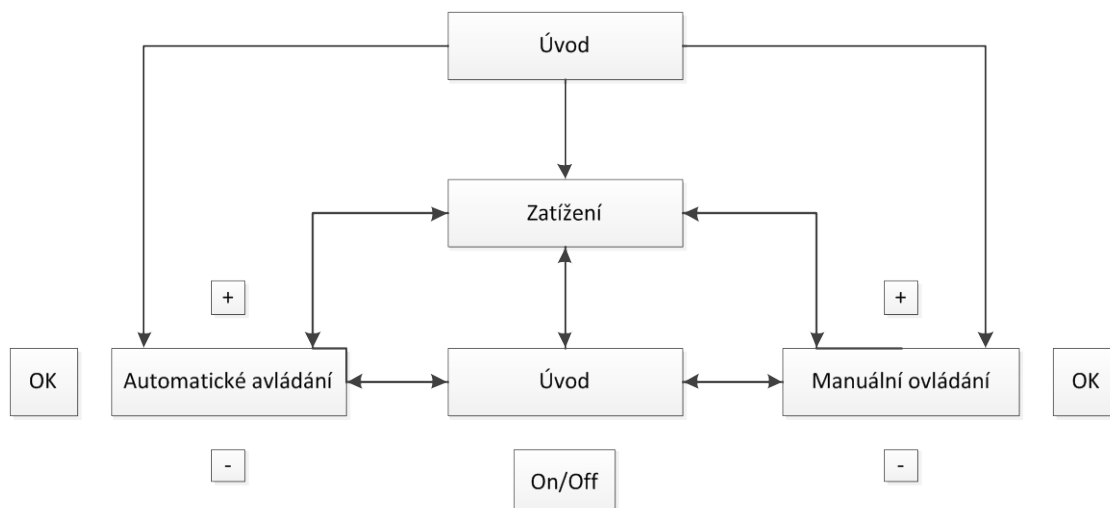 Úvod
Zatížení
+
+
OK
Automatické avládání
Úvod
Manuální ovládání
OK
-
On/Off
-